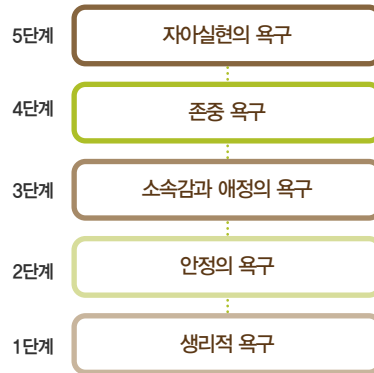 5단계 자아실현의 욕구
4단계 존중 욕구
3단계 소속감과 애정의 욕구
2단계 안정의 욕구
1단계 생리적 욕구